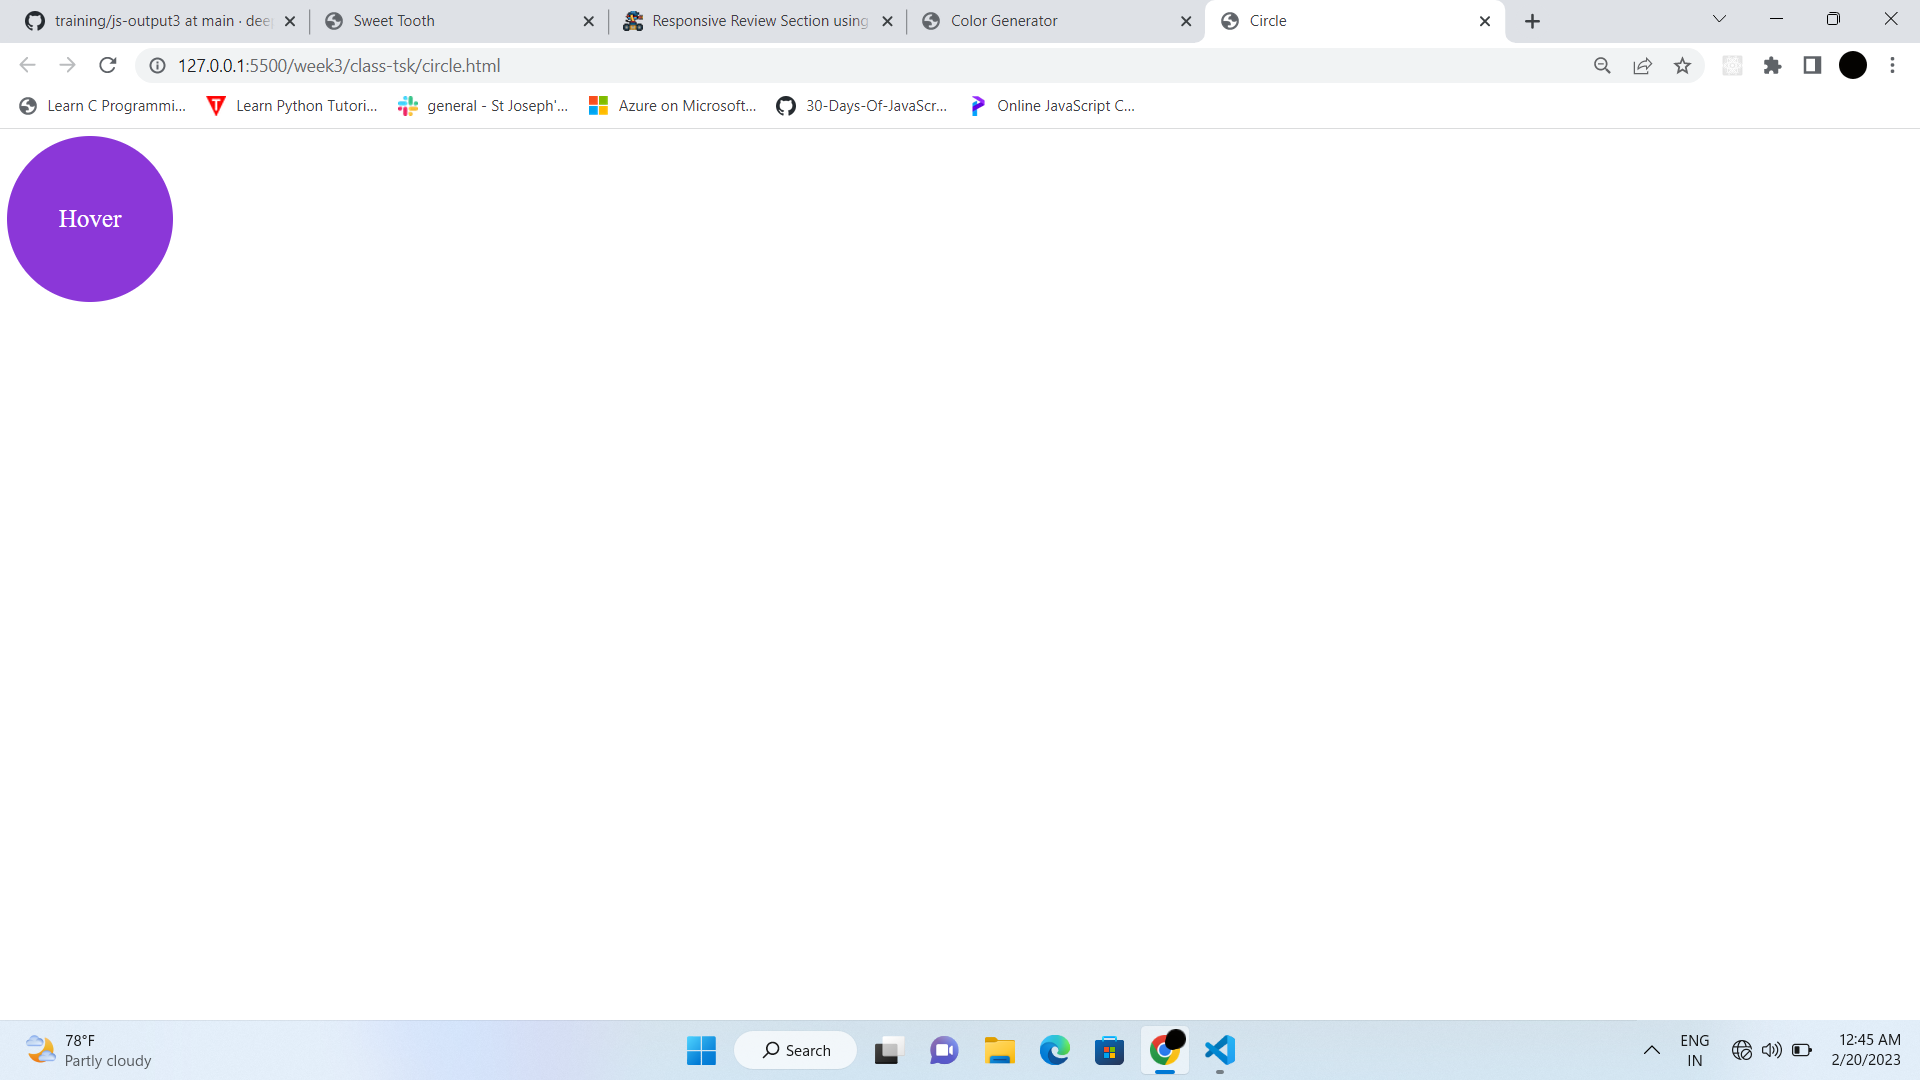 training/js-output3 at main · deep
Sweet Tooth
Responsive Review Section using
Color Generator
Circle
127.0.0.1:5500/week3/class-tsk/circle.html
Learn C Programmi...
Learn Python Tutori...
general - St Joseph'...
Azure on Microsoft...
30-Days-Of-JavaScr...
Online JavaScript C...
Hover
78°F
Partly cloudy
Search
ENG
IN
12:45 AM
2/20/2023